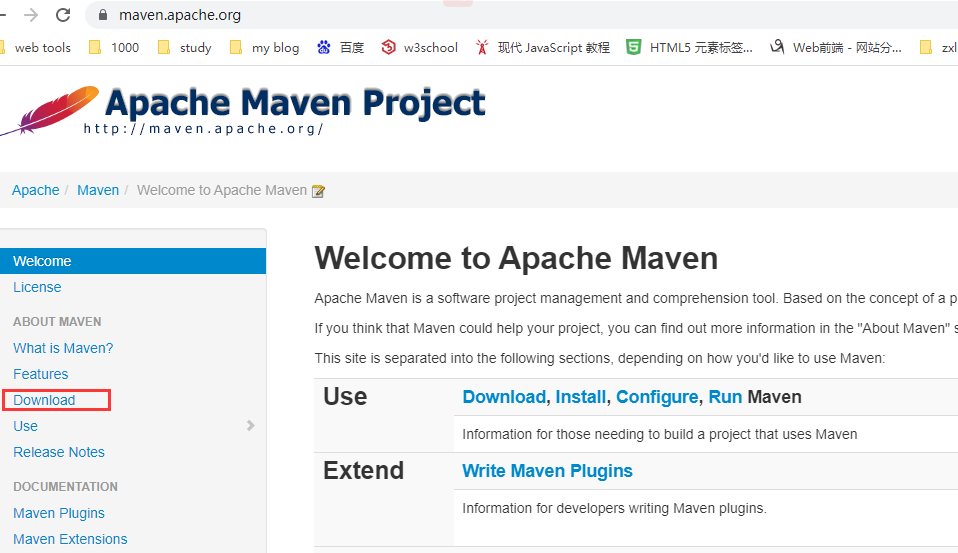 maven.apache.org
web tools 1000 study my blog 百度 w3school 现代 JavaScript 教程 HTML5 元素标签... Web前端 - 网站分... zxl
Apache Maven Project
http://maven.apache.org/
Apache / Maven / Welcome to Apache Maven
Welcome
License
ABOUT MAVEN
What is Maven?
Features
Download
Use
Release Notes
DOCUMENTATION
Maven Plugins
Maven Extensions
Welcome to Apache Maven
Apache Maven is a software project management and comprehension tool. Based on the concept of a p
If you think that Maven could help your project, you can find out more information in the "About Maven" s
This site is separated into the following sections, depending on how you'd like to use Maven:
Use
Download, Install, Configure, Run Maven
Information for those needing to build a project that uses Maven
Extend
Write Maven Plugins
Information for developers writing Maven plugins.